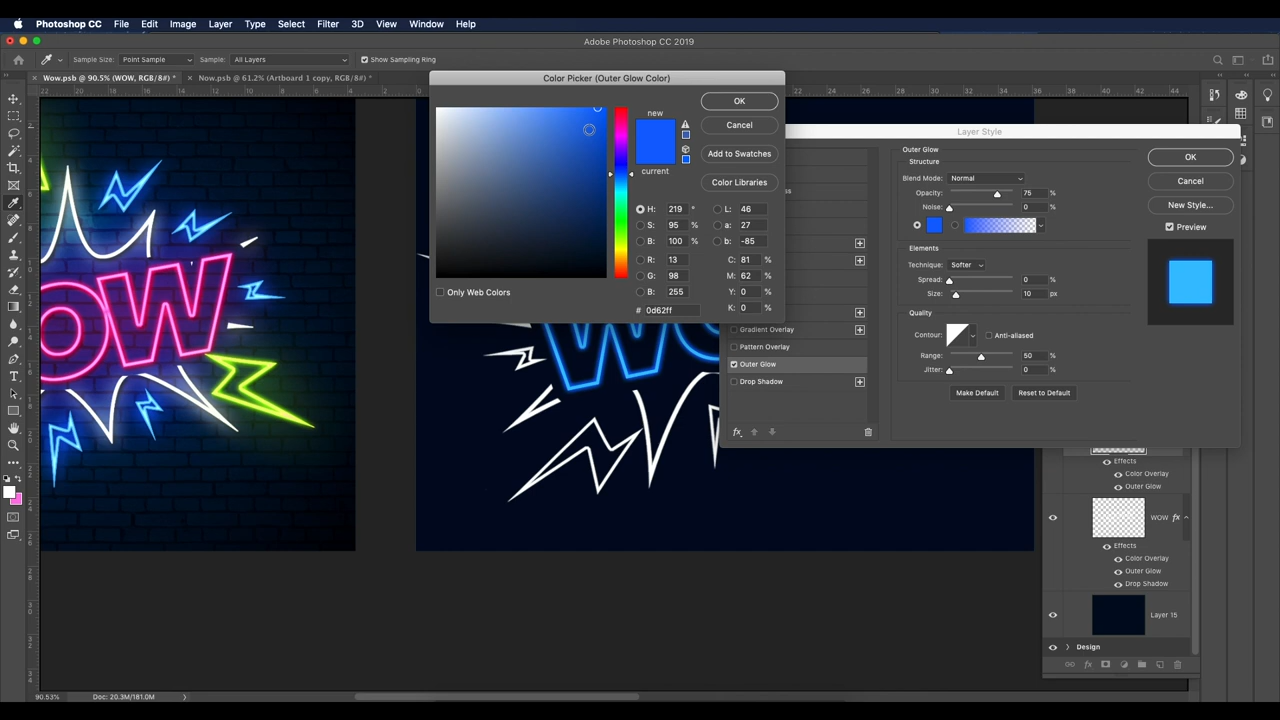 Photoshop CC File Edit Image Layer Type Select Filter 3D View Window Help
Adobe Photoshop CC 2019
Sample Size: Point Sample Sample: All Layers Show Sampling Ring
Wow.psb @ 90.5% (WOW, RGB/8#) * Now.psb @ 61.2% (Artboard 1 copy, RGB/8#) *
Color Picker (Outer Glow Color)
new
current
OK
Cancel
Add to Swatches
Color Libraries
H: 219 ° L: 46
S: 95 % a: 27
B: 100 % b: -85
R: 13 C: 81 %
G: 98 M: 62 %
B: 255 Y: 0 %
# 0d62ff K: 0 %
Only Web Colors
Layer Style
Outer Glow
Structure
Blend Mode: Normal
Opacity: 75 %
Noise: 0 %
Elements
Technique: Softer
Spread: 0 %
Size: 10 px
Quality
Contour: Anti-aliased
Range: 50 %
Jitter: 0 %
Make Default Reset to Default
OK
Cancel
New Style...
Preview
Gradient Overlay
Pattern Overlay
Outer Glow
Drop Shadow
fx
OW
WO
Effects
Color Overlay
Outer Glow
WOW fx
Effects
Color Overlay
Outer Glow
Drop Shadow
Layer 15
Design
fx
90.53% Doc: 20.3M/181.0M